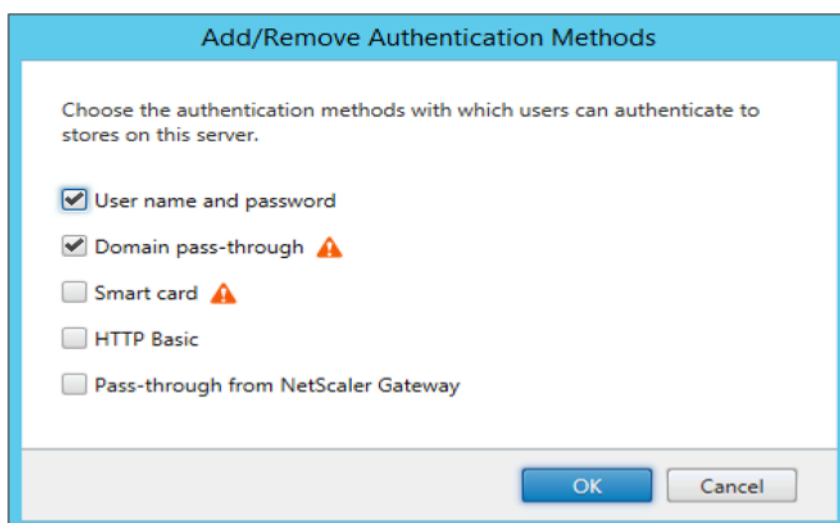 Add/Remove Authentication Methods
Choose the authentication methods with which users can authenticate to
stores on this server.
User name and password
Domain pass-through
Smart card
HTTP Basic
Pass-through from NetScaler Gateway
OK
Cancel